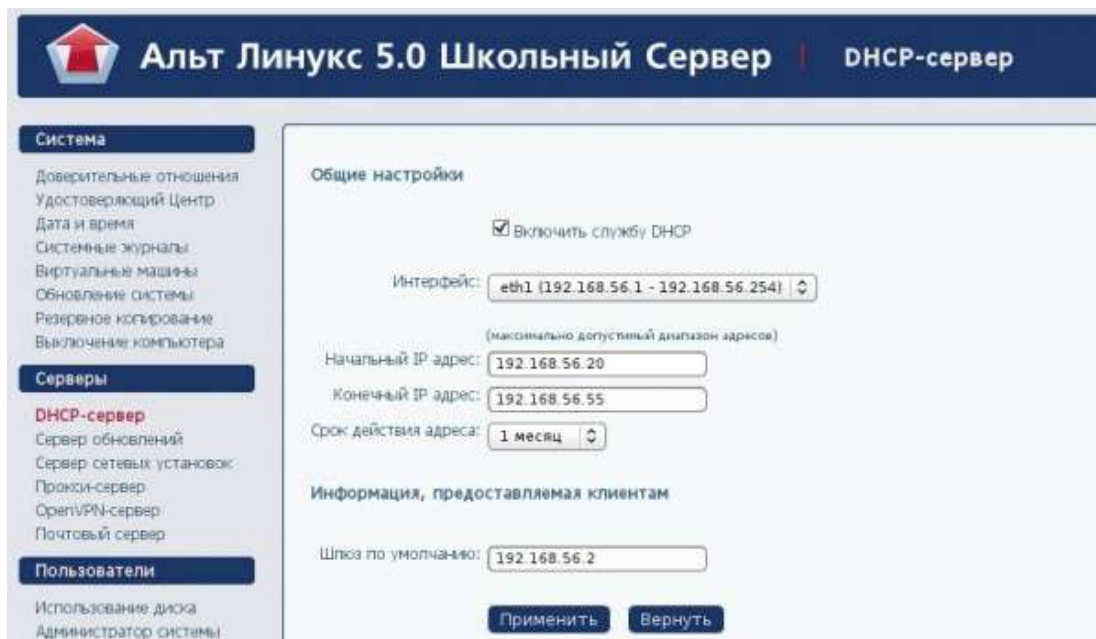 Альт Линукс 5.0 Школьный Сервер | DHCP-сервер
Система
Доверительные отношения
Удостоверяющий Центр
Дата и время
Системные журналы
Виртуальные машины
Обновление системы
Резервное копирование
Выключение компьютера
Серверы
DHCP-сервер
Сервер обновлений
Сервер сетевых установок
Прокси-сервер
OpenVPN-сервер
Почтовый сервер
Пользователи
Использование диска
Администратор системы
Общие настройки
Включить службу DHCP
Интерфейс: eth1 (192.168.56.1 - 192.168.56.254)
(максимально допустимый диапазон адресов)
Начальный IP адрес: 192.168.56.20
Конечный IP адрес: 192.168.56.55
Срок действия адреса: 1 месяц
Информация, предоставляемая клиентам
Шлюз по умолчанию: 192.168.56.2
Применить Вернуть